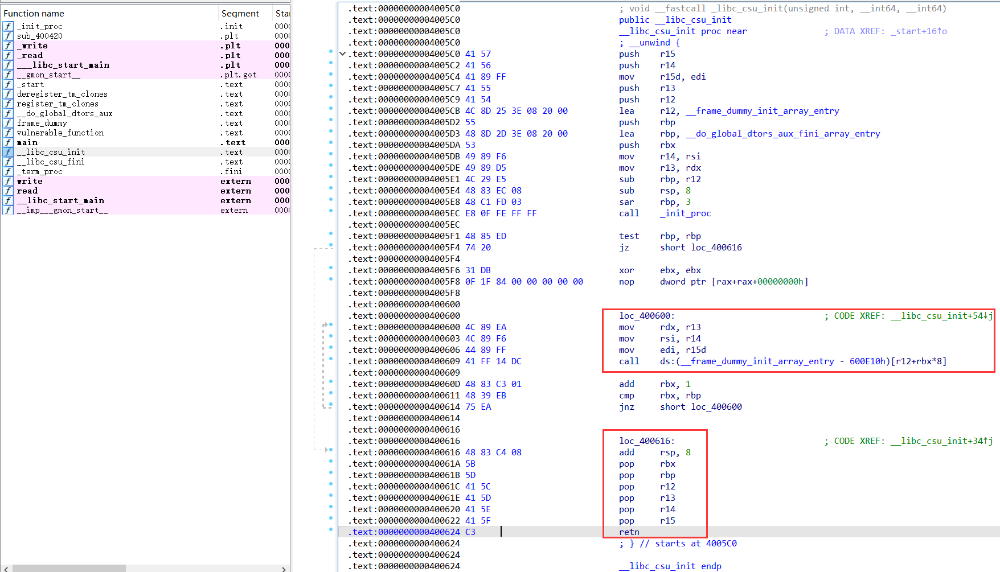 Function name Segment Star
f _init_proc .init 0000
f sub_400420 .plt 0000
f _write .plt 000
f _read .plt 000
f ___libc_start_main .plt 000
f __gmon_start__ .plt.got 0000
f _start .text 0000
f deregister_tm_clones .text 0000
f register_tm_clones .text 0000
f __do_global_dtors_aux .text 0000
f frame_dummy .text 0000
f vulnerable_function .text 0000
f main .text 000
f __libc_csu_init .text 0000
f __libc_csu_fini .text 0000
f _term_proc .fini 0000
f write extern 000
f read extern 000
f __libc_start_main extern 000
f __imp___gmon_start__ extern 0000
.text:00000000004005C0 ; void __fastcall _libc_csu_init(unsigned int, __int64, __int64)
.text:00000000004005C0 public __libc_csu_init
.text:00000000004005C0 __libc_csu_init proc near ; DATA XREF: _start+16↑o
.text:00000000004005C0 ; __unwind {
.text:00000000004005C0 41 57 push r15
.text:00000000004005C2 41 56 push r14
.text:00000000004005C4 41 89 FF mov r15d, edi
.text:00000000004005C7 41 55 push r13
.text:00000000004005C9 41 54 push r12
.text:00000000004005CB 4C 8D 25 3E 08 20 00 lea r12, __frame_dummy_init_array_entry
.text:00000000004005D2 55 push rbp
.text:00000000004005D3 48 8D 2D 3E 08 20 00 lea rbp, __do_global_dtors_aux_fini_array_entry
.text:00000000004005DA 53 push rbx
.text:00000000004005DB 49 89 F6 mov r14, rsi
.text:00000000004005DE 49 89 D5 mov r13, rdx
.text:00000000004005E1 4C 29 E5 sub rbp, r12
.text:00000000004005E4 48 83 EC 08 sub rsp, 8
.text:00000000004005E8 48 C1 FD 03 sar rbp, 3
.text:00000000004005EC E8 0F FE FF FF call _init_proc
.text:00000000004005EC
.text:00000000004005F1 48 85 ED test rbp, rbp
.text:00000000004005F4 74 20 jz short loc_400616
.text:00000000004005F4
.text:00000000004005F6 31 DB xor ebx, ebx
.text:00000000004005F8 0F 1F 84 00 00 00 00 00 nop dword ptr [rax+rax+00000000h]
.text:00000000004005F8
.text:0000000000400600
.text:0000000000400600 loc_400600: ; CODE XREF: __libc_csu_init+54↓j
.text:0000000000400600 4C 89 EA mov rdx, r13
.text:0000000000400603 4C 89 F6 mov rsi, r14
.text:0000000000400606 44 89 FF mov edi, r15d
.text:0000000000400609 41 FF 14 DC call ds:(__frame_dummy_init_array_entry - 600E10h)[r12+rbx*8]
.text:0000000000400609
.text:000000000040060D 48 83 C3 01 add rbx, 1
.text:0000000000400611 48 39 EB cmp rbx, rbp
.text:0000000000400614 75 EA jnz short loc_400600
.text:0000000000400614
.text:0000000000400616
.text:0000000000400616 loc_400616: ; CODE XREF: __libc_csu_init+34↑j
.text:0000000000400616 48 83 C4 08 add rsp, 8
.text:000000000040061A 5B pop rbx
.text:000000000040061B 5D pop rbp
.text:000000000040061C 41 5C pop r12
.text:000000000040061E 41 5D pop r13
.text:0000000000400620 41 5E pop r14
.text:0000000000400622 41 5F pop r15
.text:0000000000400624 C3 retn
.text:0000000000400624 ; } // starts at 4005C0
.text:0000000000400624
.text:0000000000400624 __libc_csu_init endp